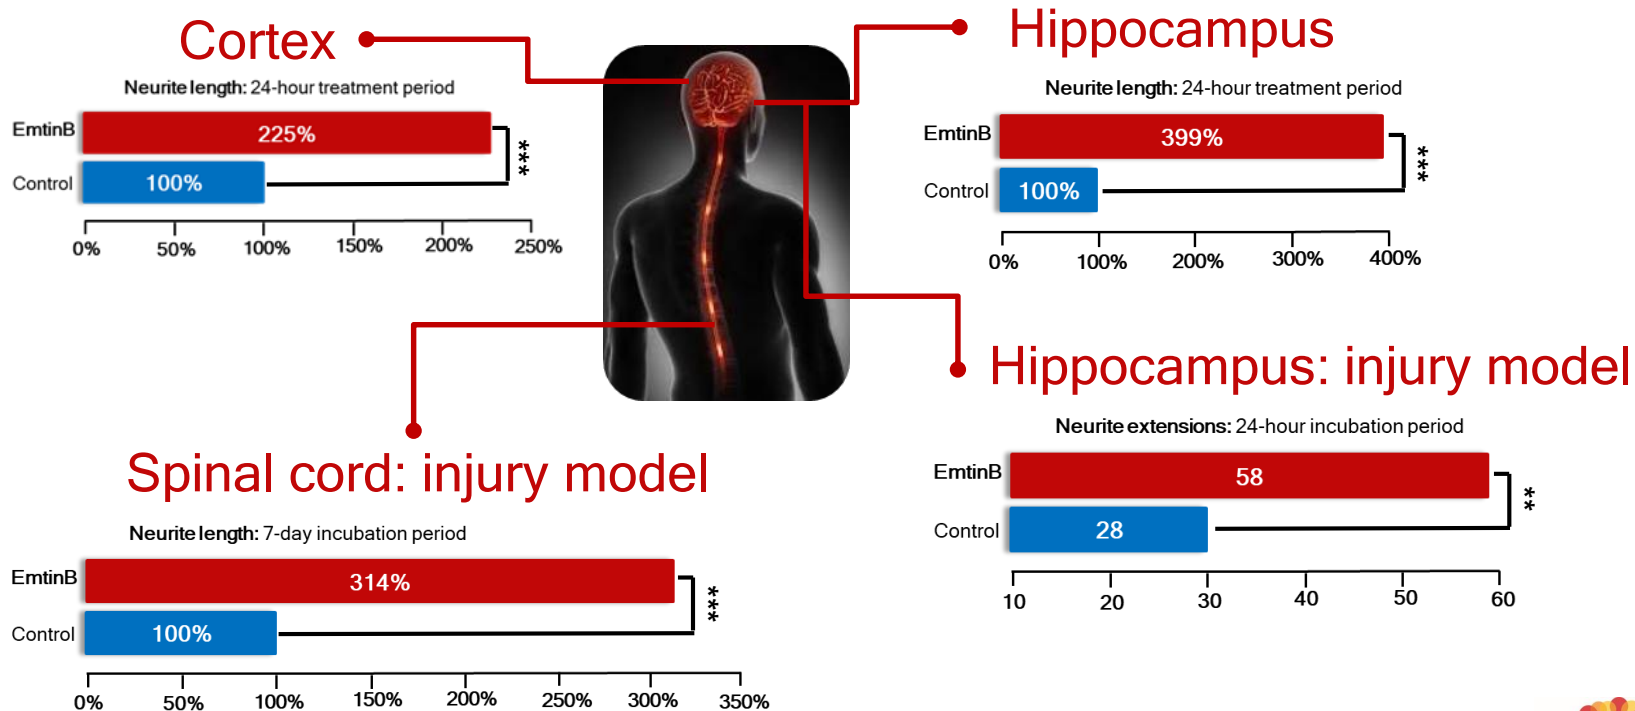 Cortex
Neurite length: 24-hour treatment period
EmtinB
225%
***
Control
100%
0% 50% 100% 150% 200% 250%
Hippocampus
Neurite length: 24-hour treatment period
EmtinB
399%
***
Control
100%
0% 100% 200% 300% 400%
Hippocampus: injury model
Neurite extensions: 24-hour incubation period
EmtinB
58
**
Control
28
10 20 30 40 50 60
Spinal cord: injury model
Neurite length: 7-day incubation period
EmtinB
314%
***
Control
100%
0% 50% 100% 150% 200% 250% 300% 350%